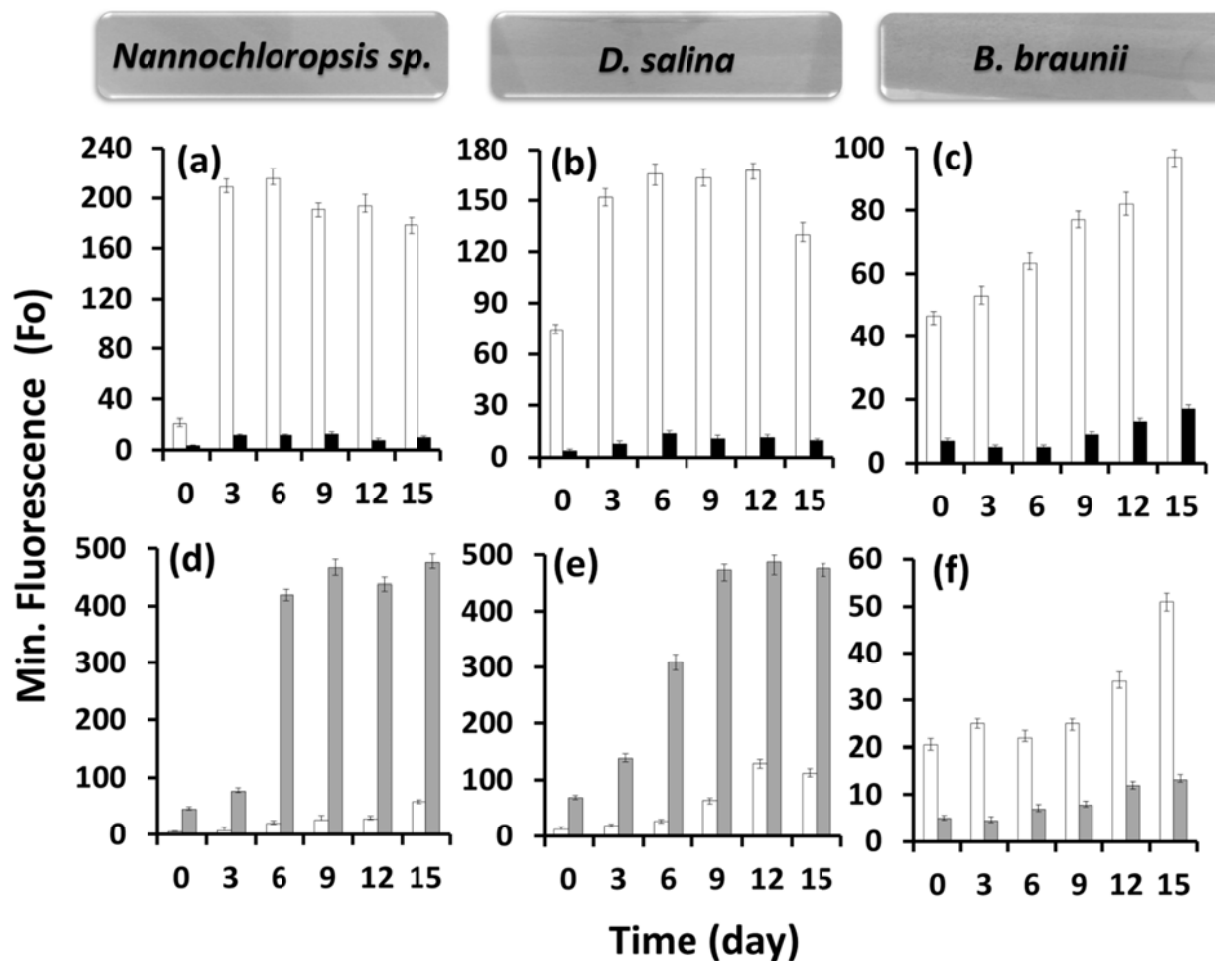 Nannochloropsis sp. D. salina B. braunii
Min. Fluorescence (Fo)
(a)
240
200
160
120
80
40
0
0 3 6 9 12 15
(b)
180
150
120
90
60
30
0
0 3 6 9 12 15
(c)
100
80
60
40
20
0
0 3 6 9 12 15
(d)
500
400
300
200
100
0
0 3 6 9 12 15
(e)
500
400
300
200
100
0
0 3 6 9 12 15
(f)
60
50
40
30
20
10
0
0 3 6 9 12 15
Time (day)